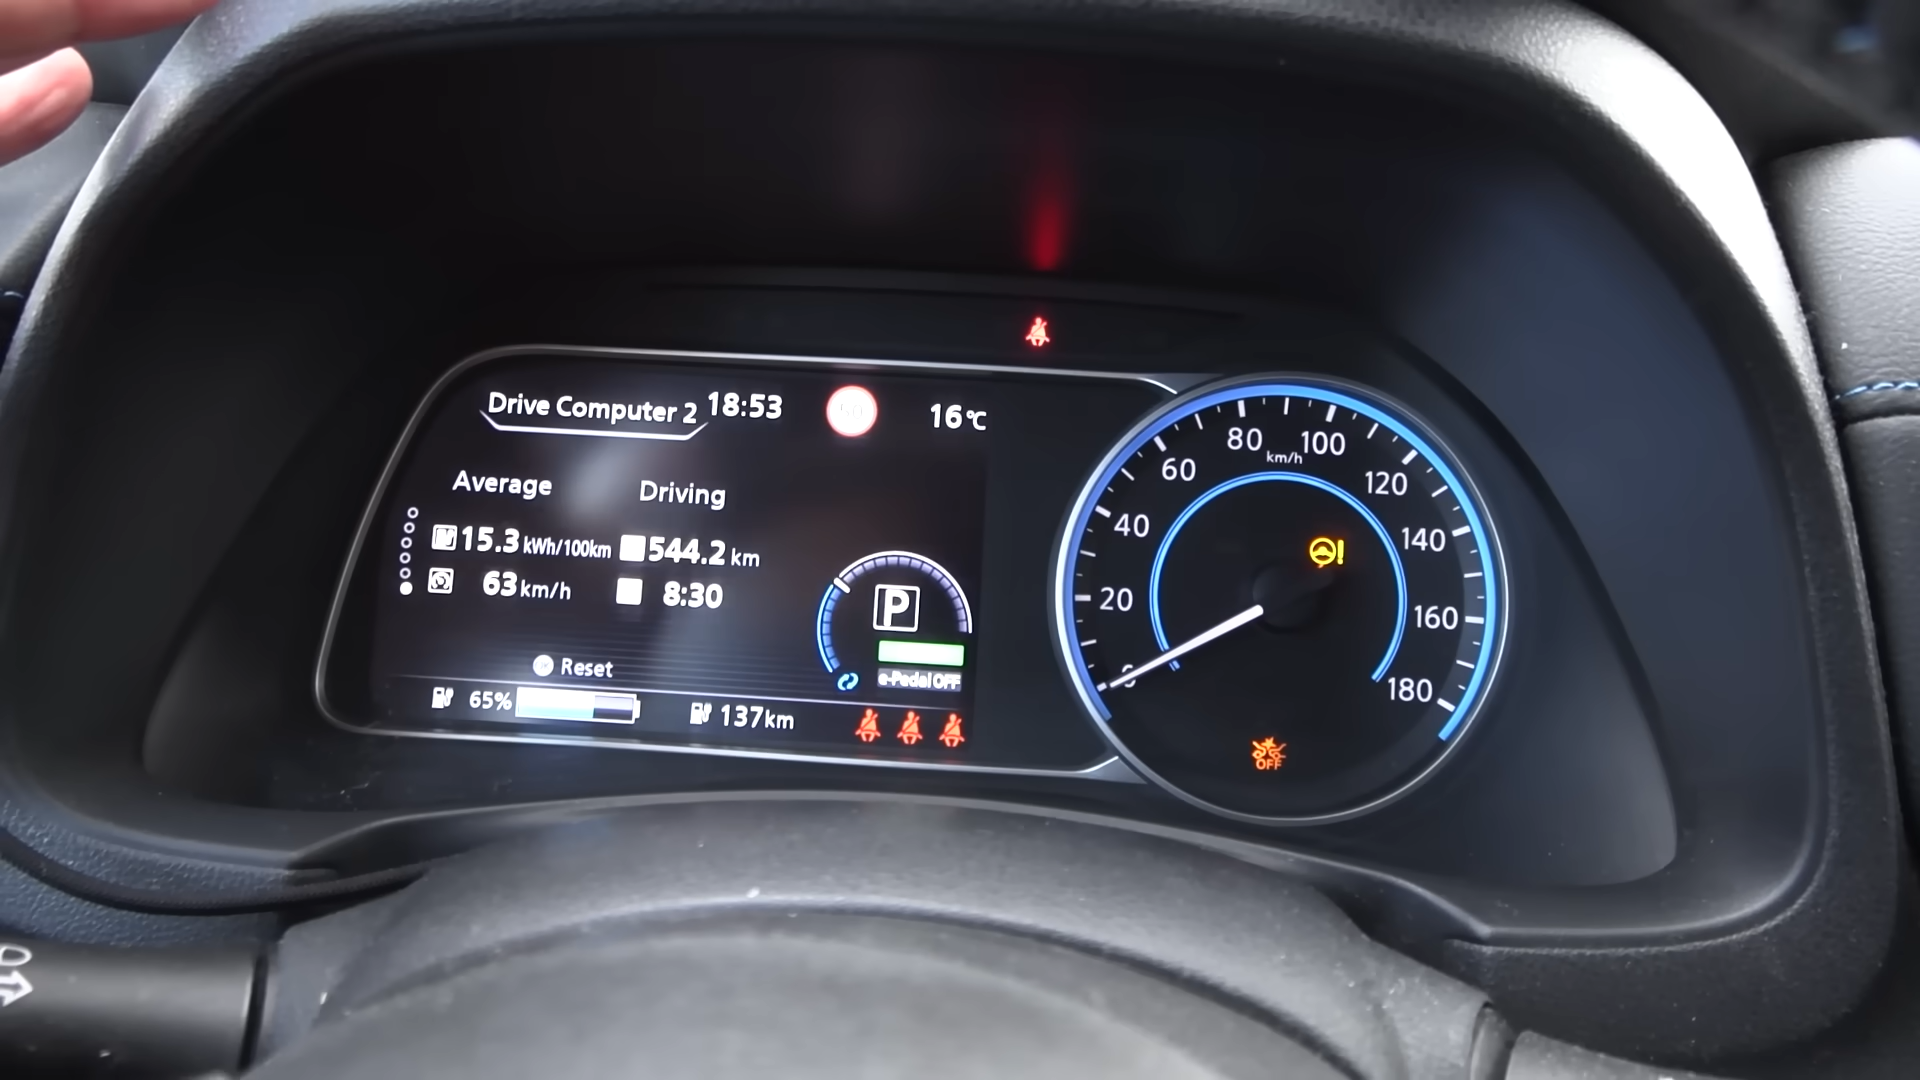 Drive Computer 2 18:53 16℃
Average Driving
15.3 kWh/100km 544.2 km
63 km/h 8:30
P
Reset
e-Pedal OFF
65% 137km
0
20
40
60
80
100
120
140
160
180
km/h
OFF